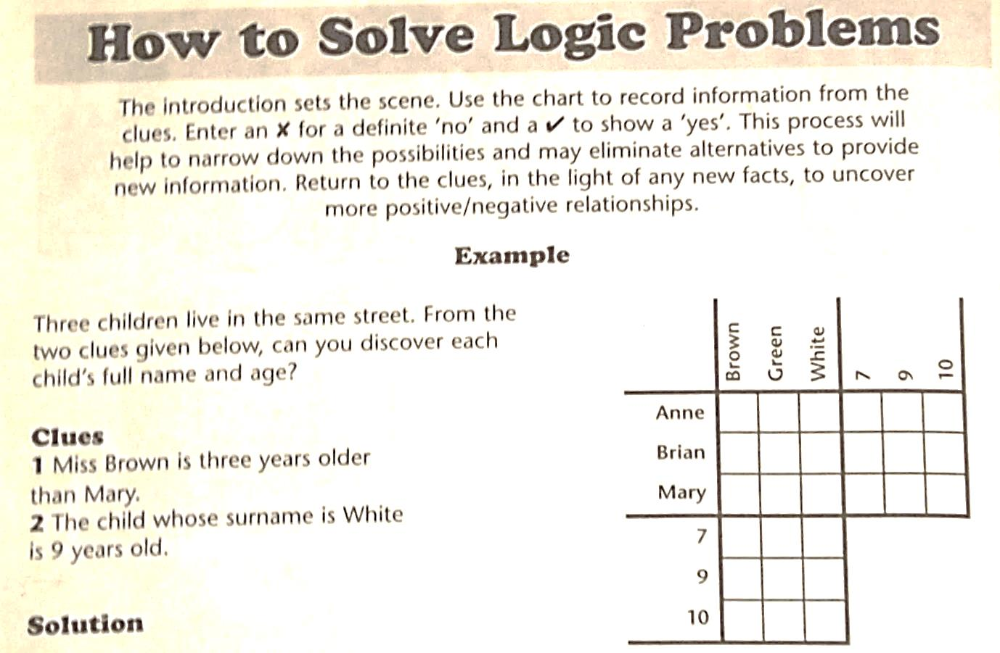 How to Solve Logic Problems
The introduction sets the scene. Use the chart to record information from the
clues. Enter an ✗ for a definite 'no' and a ✔ to show a 'yes'. This process will
help to narrow down the possibilities and may eliminate alternatives to provide
new information. Return to the clues, in the light of any new facts, to uncover
more positive/negative relationships.
Example
Three children live in the same street. From the
two clues given below, can you discover each
child's full name and age?
Clues
1 Miss Brown is three years older
than Mary.
2 The child whose surname is White
is 9 years old.
Solution
Brown Green White 7 9 10
Anne
Brian
Mary
7
9
10